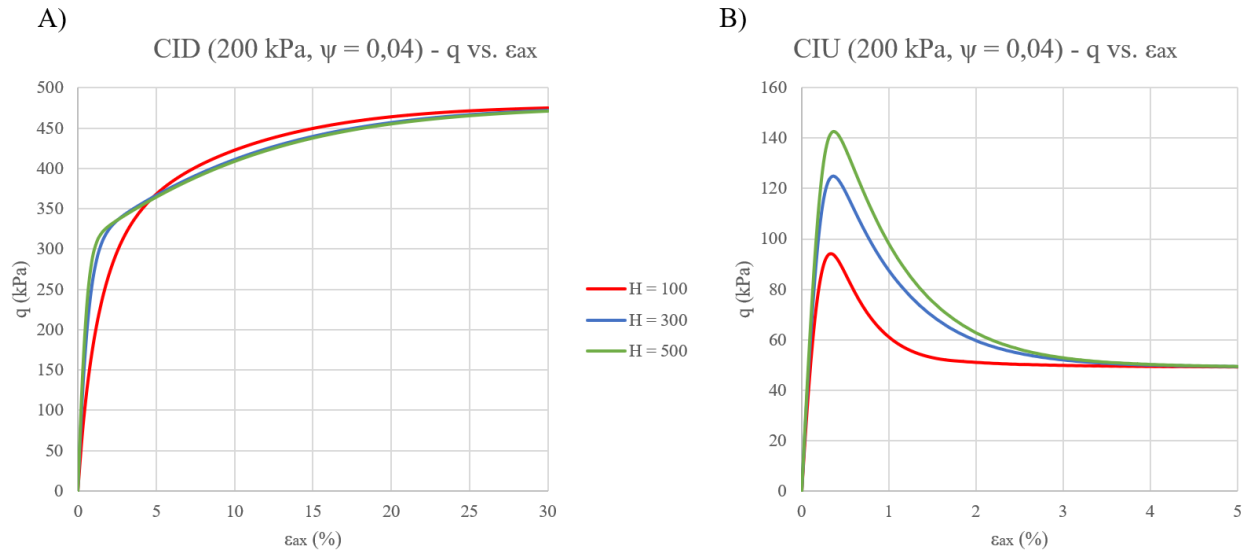 A)
CID (200 kPa, ψ = 0,04) - q vs. εax
500
450
400
350
300
250
200
150
100
50
0
q (kPa)
0 5 10 15 20 25 30
εax (%)
H = 100
H = 300
H = 500
B)
CIU (200 kPa, ψ = 0,04) - q vs. εax
160
140
120
100
80
60
40
20
0
q (kPa)
0 1 2 3 4 5
εax (%)